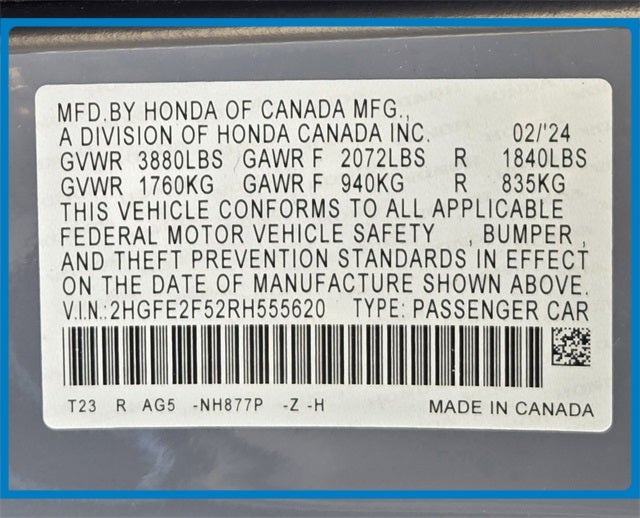 MFD.BY HONDA OF CANADA MFG.,
A DIVISION OF HONDA CANADA INC. 02/'24
GVWR 3880LBS GAWR F 2072LBS R 1840LBS
GVWR 1760KG GAWR F 940KG R 835KG
THIS VEHICLE CONFORMS TO ALL APPLICABLE
FEDERAL MOTOR VEHICLE SAFETY , BUMPER ,
AND THEFT PREVENTION STANDARDS IN EFFECT
ON THE DATE OF MANUFACTURE SHOWN ABOVE.
V.I.N.:2HGFE2F52RH555620 TYPE: PASSENGER CAR
T23 R AG5 -NH877P -Z -H MADE IN CANADA